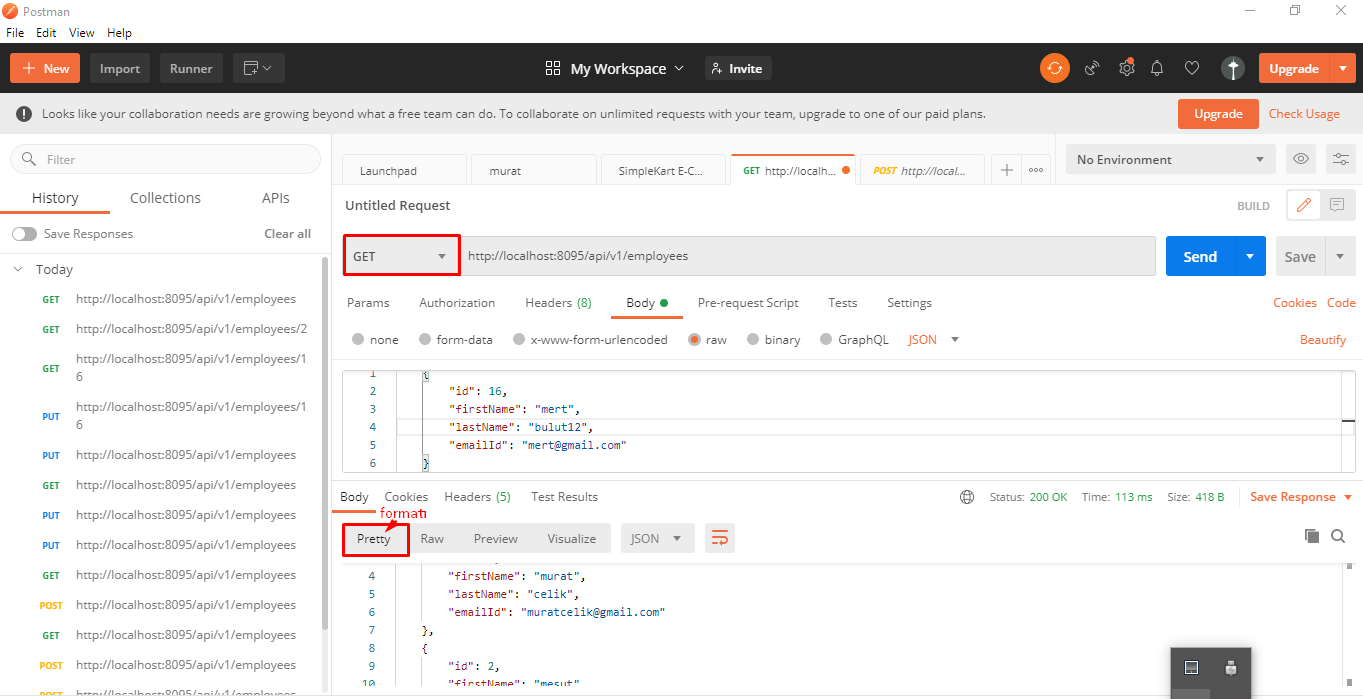 Postman
File Edit View Help
New Import Runner My Workspace Invite Upgrade
Looks like your collaboration needs are growing beyond what a free team can do. To collaborate on unlimited requests with your team, upgrade to one of our paid plans. Upgrade Check Usage
Filter
History Collections APIs
Save Responses Clear all
Today
GET http://localhost:8095/api/v1/employees
GET http://localhost:8095/api/v1/employees/2
GET http://localhost:8095/api/v1/employees/1
6
PUT http://localhost:8095/api/v1/employees/1
6
PUT http://localhost:8095/api/v1/employees
GET http://localhost:8095/api/v1/employees
PUT http://localhost:8095/api/v1/employees
PUT http://localhost:8095/api/v1/employees
GET http://localhost:8095/api/v1/employees
POST http://localhost:8095/api/v1/employees
GET http://localhost:8095/api/v1/employees
POST http://localhost:8095/api/v1/employees
POST http://localhost:8095/api/v1/employees
Launchpad murat SimpleKart E-C... GET http://localh... POST http://local... No Environment
Untitled Request BUILD
GET http://localhost:8095/api/v1/employees Send Save
Params Authorization Headers (8) Body Pre-request Script Tests Settings Cookies Code
none form-data x-www-form-urlencoded raw binary GraphQL JSON Beautify
1 {
2 "id": 16,
3 "firstName": "mert",
4 "lastName": "bulut12",
5 "emailId": "mert@gmail.com"
6 }
Body Cookies Headers (5) Test Results Status: 200 OK Time: 113 ms Size: 418 B Save Response
formatı
Pretty Raw Preview Visualize JSON
4 "firstName": "murat",
5 "lastName": "celik",
6 "emailId": "muratcelik@gmail.com"
7 },
8 {
9 "id": 2,
10 "firstName": "mesut",